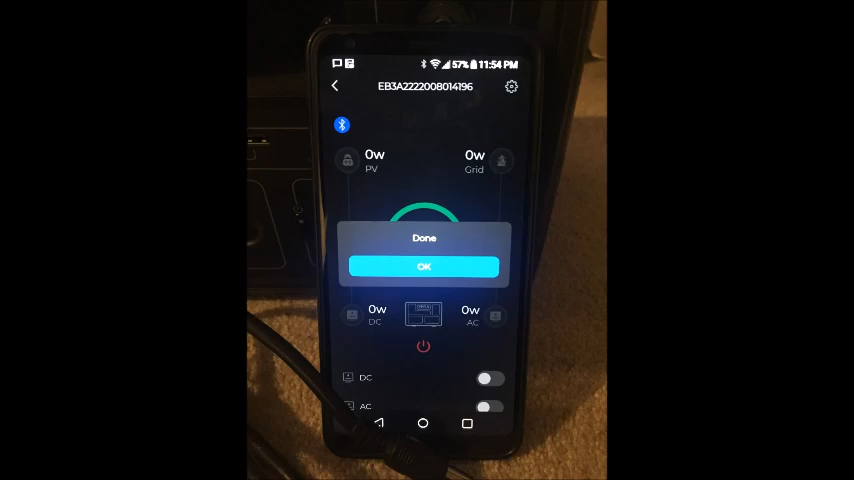 57% 11:54 PM
EB3A2222008014196
0w
PV
0w
Grid
Done
OK
0w
DC
0w
AC
DC
AC